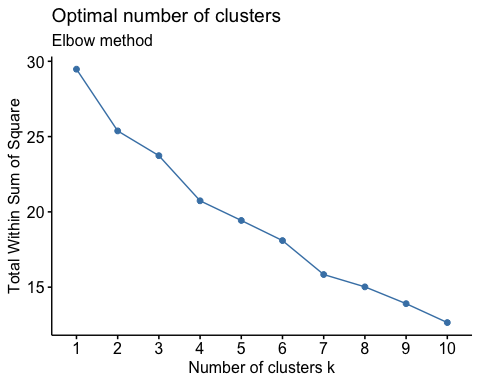 Optimal number of clusters
Elbow method
Total Within Sum of Square
30
25
20
15
1 2 3 4 5 6 7 8 9 10
Number of clusters k